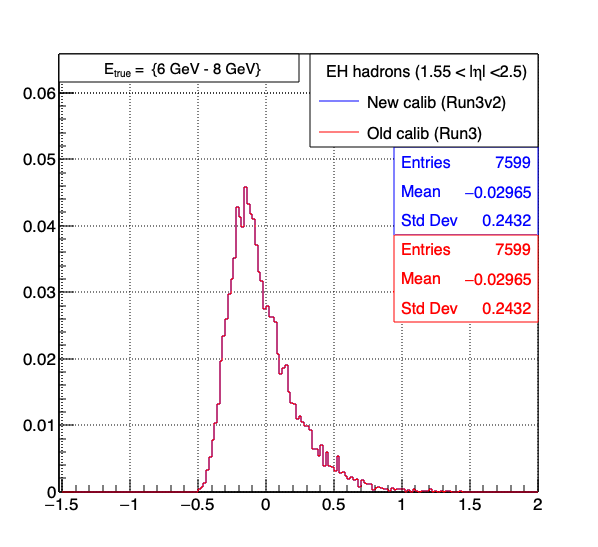 E_true = {6 GeV - 8 GeV}
EH hadrons (1.55 < |η| <2.5)
New calib (Run3v2)
Old calib (Run3)
Entries 7599
Mean −0.02965
Std Dev 0.2432
Entries 7599
Mean −0.02965
Std Dev 0.2432
0.06
0.05
0.04
0.03
0.02
0.01
0
−1.5 −1 −0.5 0 0.5 1 1.5 2